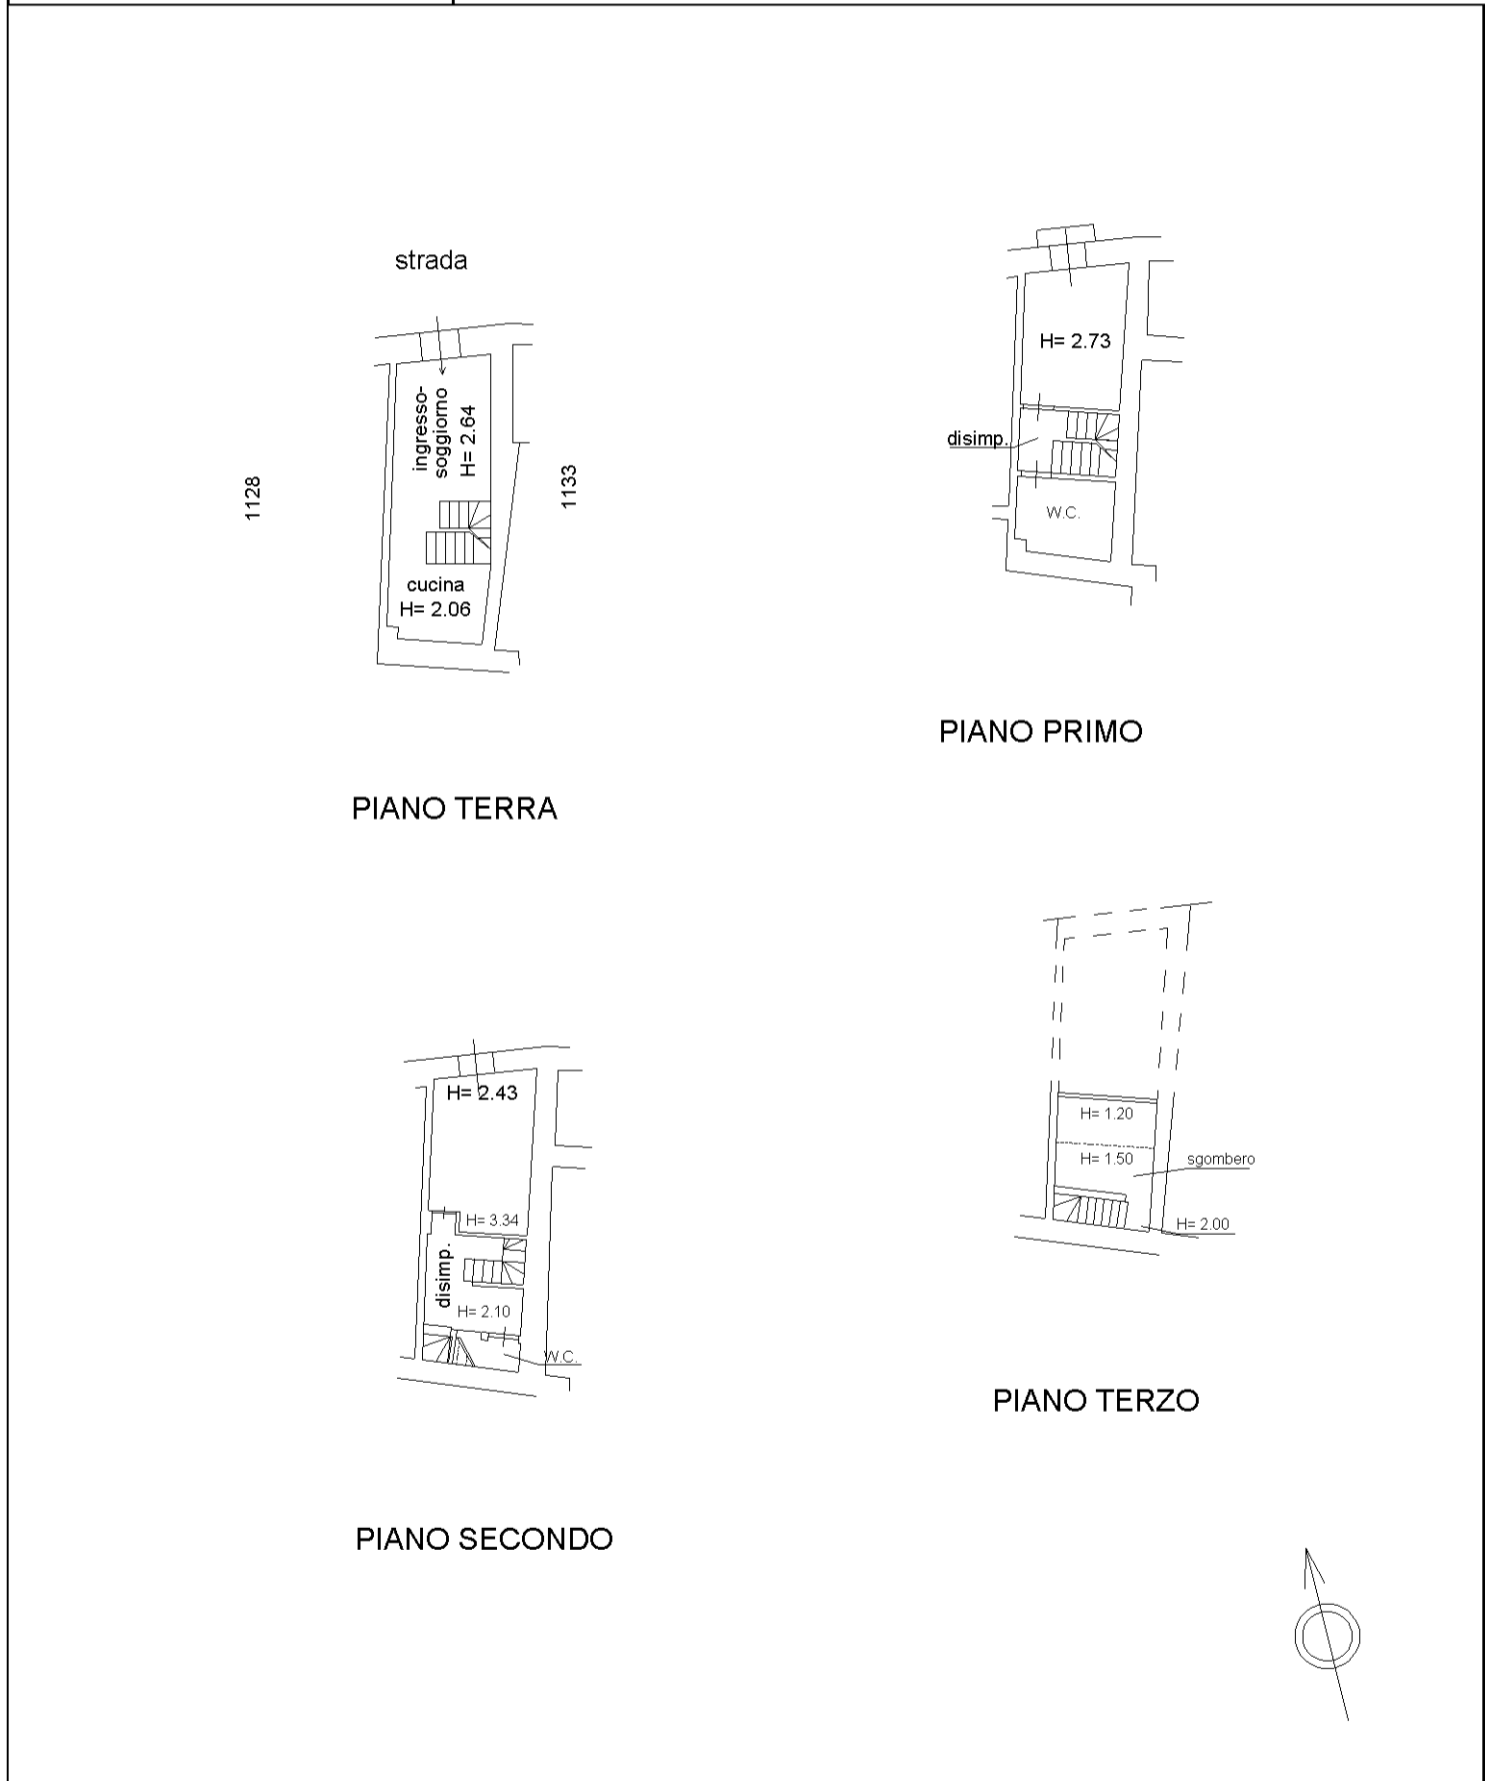 strada
ingresso-
soggiorno
H= 2.64
1128
1133
cucina
H= 2.06
PIANO TERRA
H= 2.73
disimp.
W.C.
PIANO PRIMO
H= 2.43
H= 3.34
disimp.
H= 2.10
W.C.
PIANO SECONDO
H= 1.20
H= 1.50
sgombero
H= 2.00
PIANO TERZO